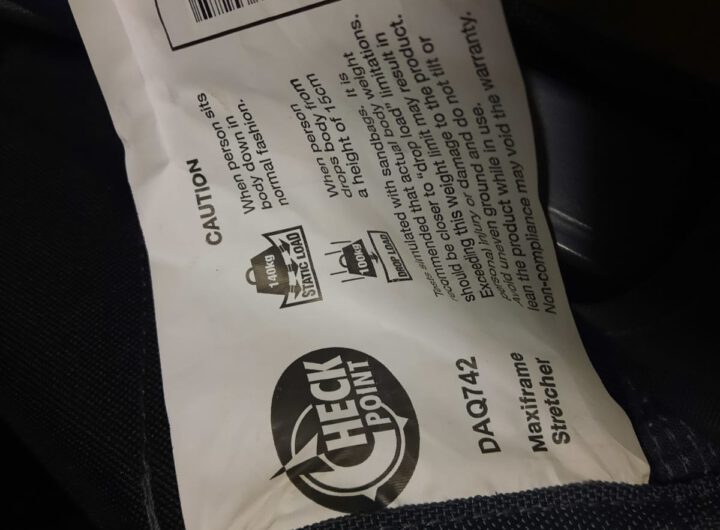 CHECK
POINT
DAQ742
Maxiframe
Stretcher
CAUTION
140kg
STATIC LOAD
When person sits
body down in
normal fashion.
100kg
DROP LOAD
When person
drops body from
a height of 15cm
simulated with sandbags. It is
recommended that "drop body" limit in
should be closer to actual load result.
limit the product
weight limit to the tilt or
Exceeding this may
injury or damage do not
personal and
Avoid uneven ground
lean the product while in use.
Non-compliance may void the warranty.